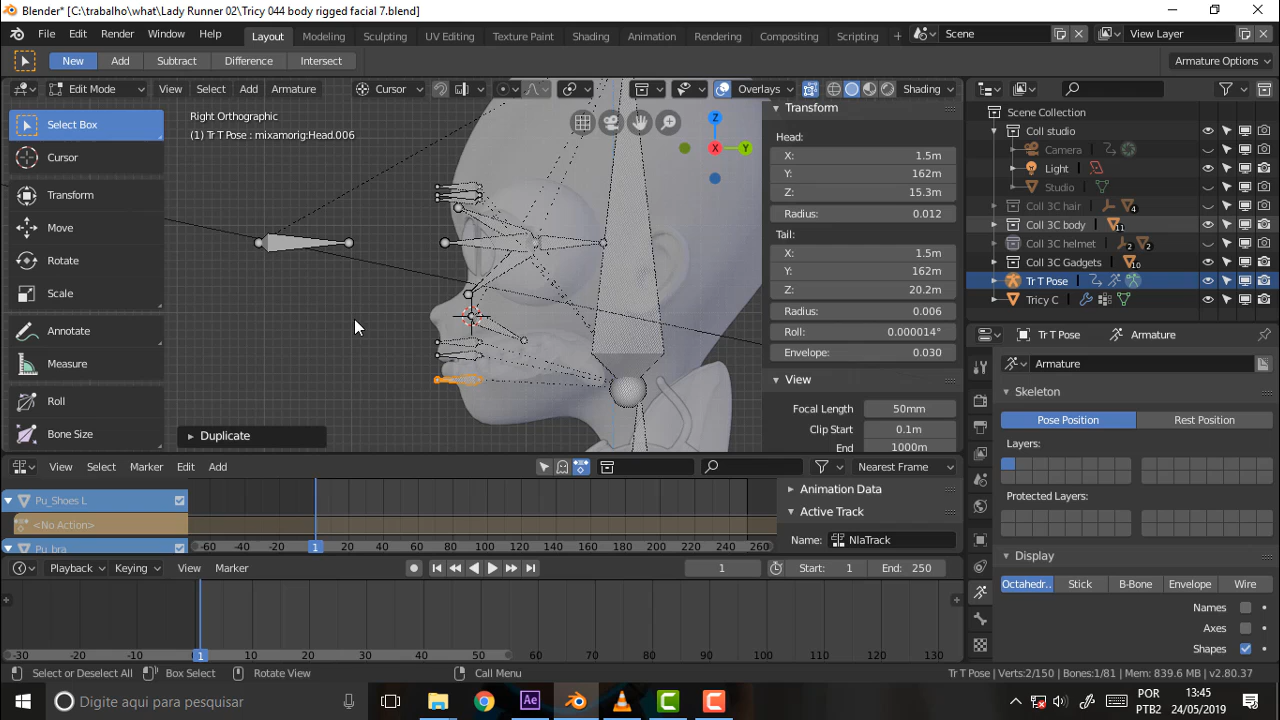 Blender* [C:\trabalho\what\Lady Runner 02\Tricy 044 body rigged facial 7.blend]
File Edit Render Window Help Layout Modeling Sculpting UV Editing Texture Paint Shading Animation Rendering Compositing Scripting Scene View Layer
New Add Subtract Difference Intersect Armature Options
Edit Mode View Select Add Armature Cursor Overlays Shading
Right Orthographic
(1) Tr T Pose : mixamorig:Head.006
Select Box
Cursor
Transform
Move
Rotate
Scale
Annotate
Measure
Roll
Bone Size
Duplicate
Z
X
Y
Transform
Head:
X: 1.5m
Y: 162m
Z: 15.3m
Radius: 0.012
Tail:
X: 1.5m
Y: 162m
Z: 20.2m
Radius: 0.006
Roll: 0.000014°
Envelope: 0.030
View
Focal Length 50mm
Clip Start 0.1m
End 1000m
Scene Collection
Coll studio
Camera
Light
Studio
Coll 3C hair 4
Coll 3C body 11
Coll 3C helmet 2 2
Coll 3C Gadgets 10
Tr T Pose
Tricy C
Tr T Pose Armature
Armature
Skeleton
Pose Position Rest Position
Layers:
Protected Layers:
Display
Octahedr.. Stick B-Bone Envelope Wire
Names
Axes
Shapes
View Select Marker Edit Add Nearest Frame
Pu_Shoes L
<No Action>
Pu bra
-60 -40 -20 1 20 40 60 80 100 120 140 160 180 200 220 240 260
Animation Data
Active Track
Name: NlaTrack
Playback Keying View Marker 1 Start: 1 End: 250
-30 -20 -10 1 10 20 30 40 50 60 70 80 90 100 110 120 130
Select or Deselect All Box Select Rotate View Call Menu Tr T Pose | Verts:2/150 | Bones:1/81 | Mem: 839.6 MB | v2.80.37
Digite aqui para pesquisar Ae POR PTB2 13:45 24/05/2019